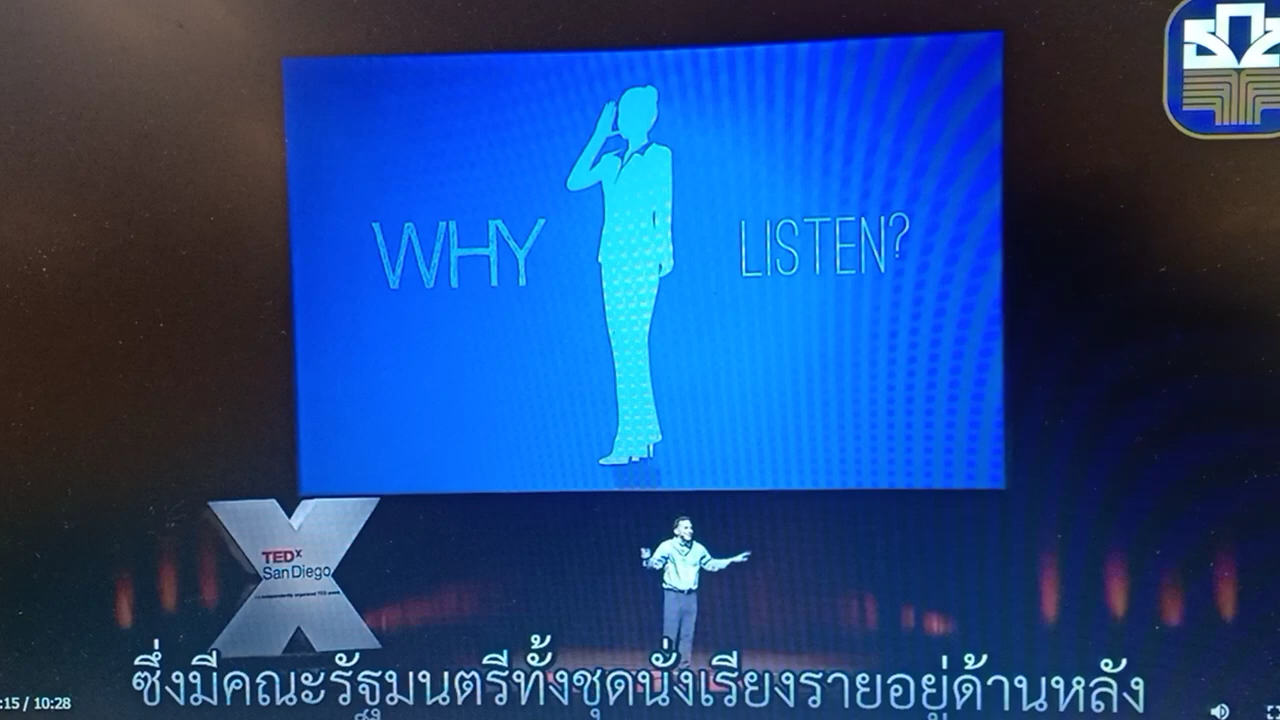 WHY LISTEN?
TEDx
San Diego
ซึ่งมีคณะรัฐมนตรีทั้งชุดนั่งเรียงรายอยู่ด้านหลัง
:15 / 10:28